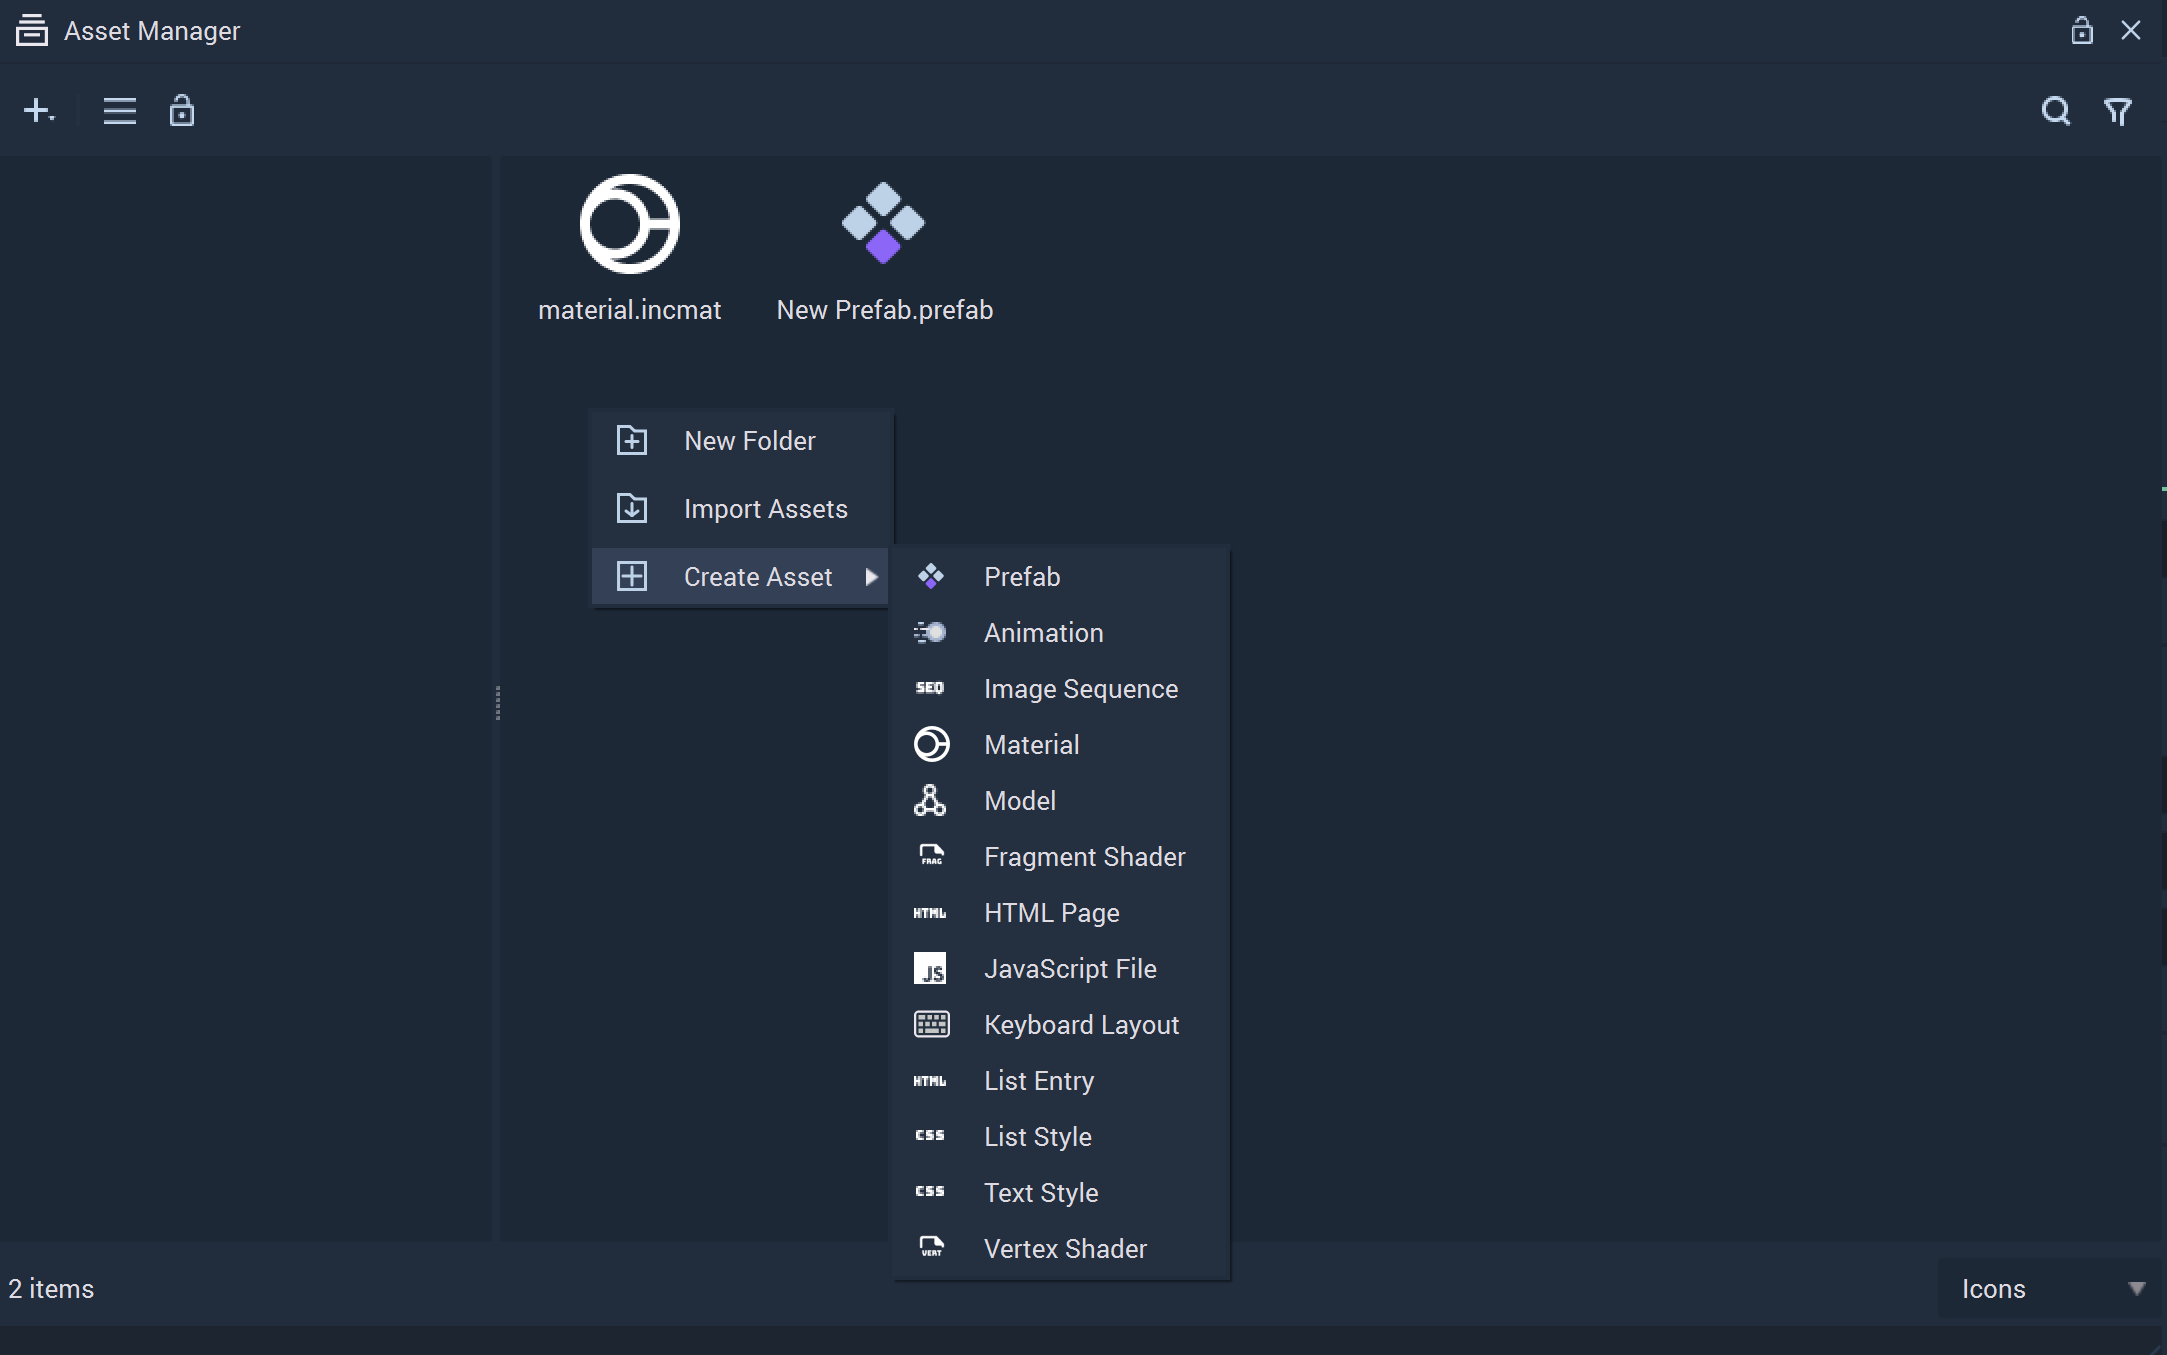 Asset Manager
material.incmat
New Prefab.prefab
New Folder
Import Assets
Create Asset
Prefab
Animation
SEQ Image Sequence
Material
Model
FRAG Fragment Shader
HTML HTML Page
JS JavaScript File
Keyboard Layout
HTML List Entry
CSS List Style
CSS Text Style
VERT Vertex Shader
2 items
Icons